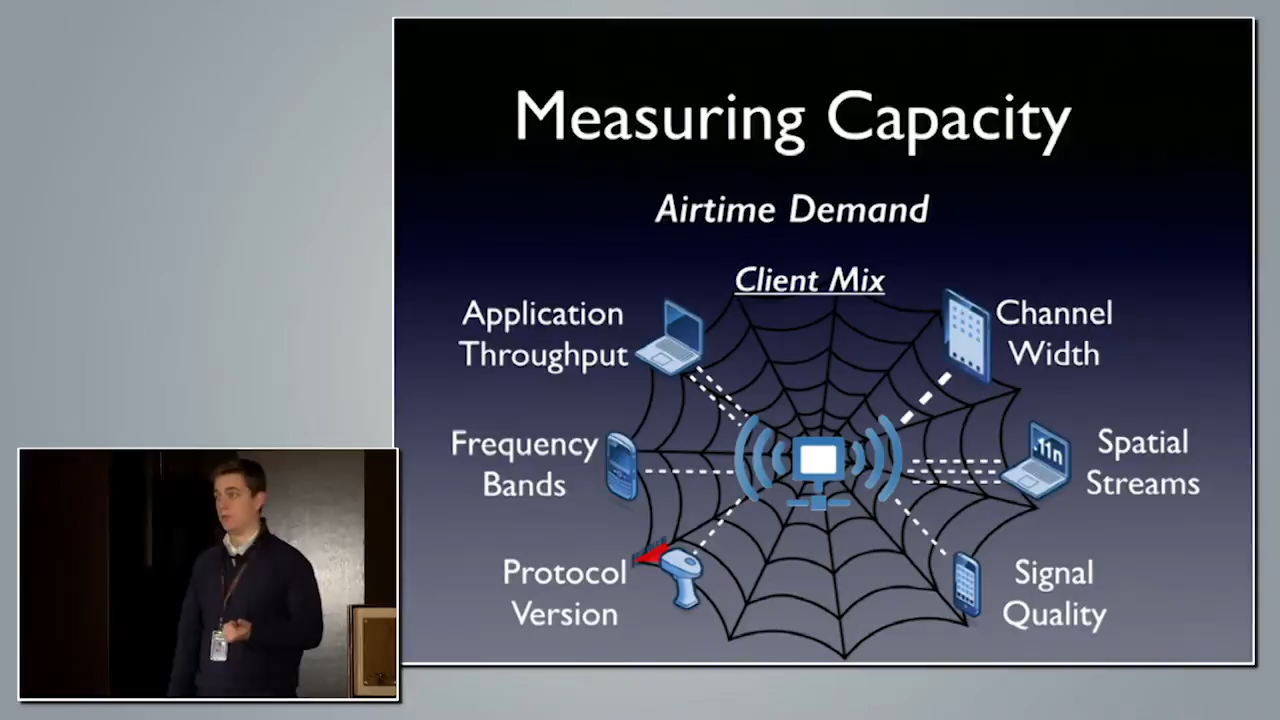 Measuring Capacity
Airtime Demand
Client Mix
Application
Throughput
Channel
Width
Frequency
Bands
.11n
Spatial
Streams
Protocol
Version
Signal
Quality